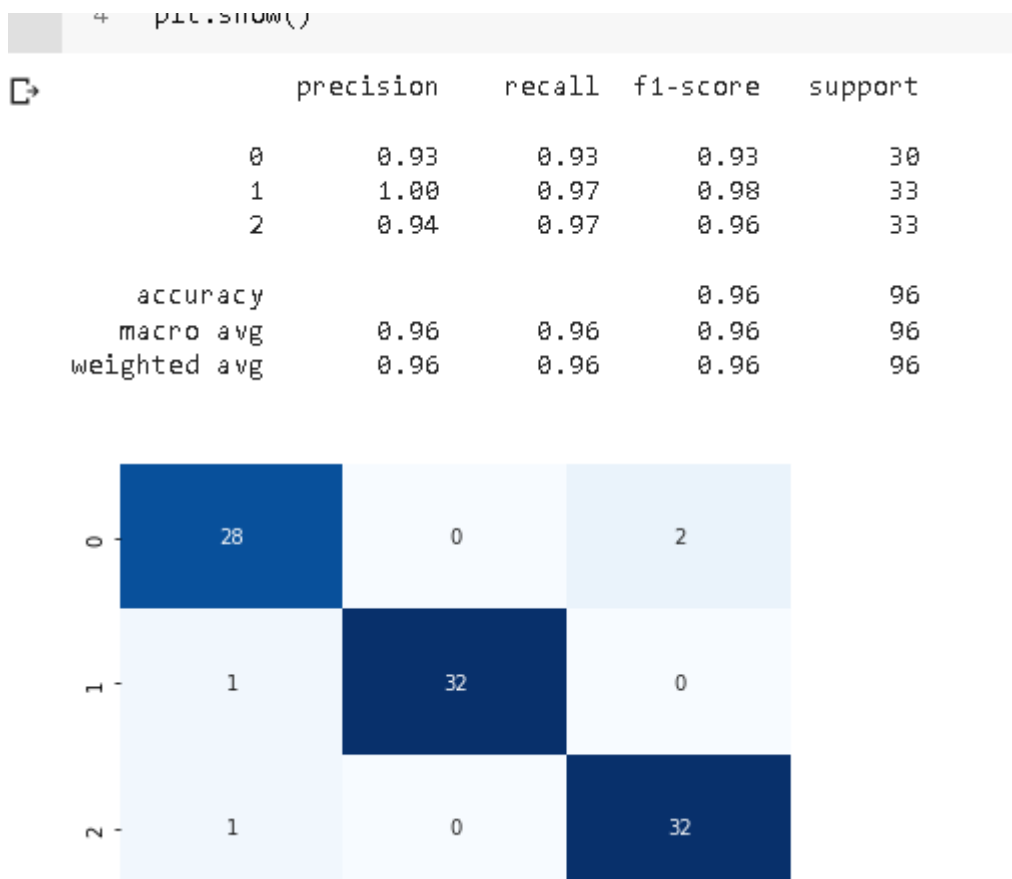 4 plt.show()
precision recall f1-score support
0 0.93 0.93 0.93 30
1 1.00 0.97 0.98 33
2 0.94 0.97 0.96 33
accuracy 0.96 96
macro avg 0.96 0.96 0.96 96
weighted avg 0.96 0.96 0.96 96
0 28 0 2
1 1 32 0
2 1 0 32